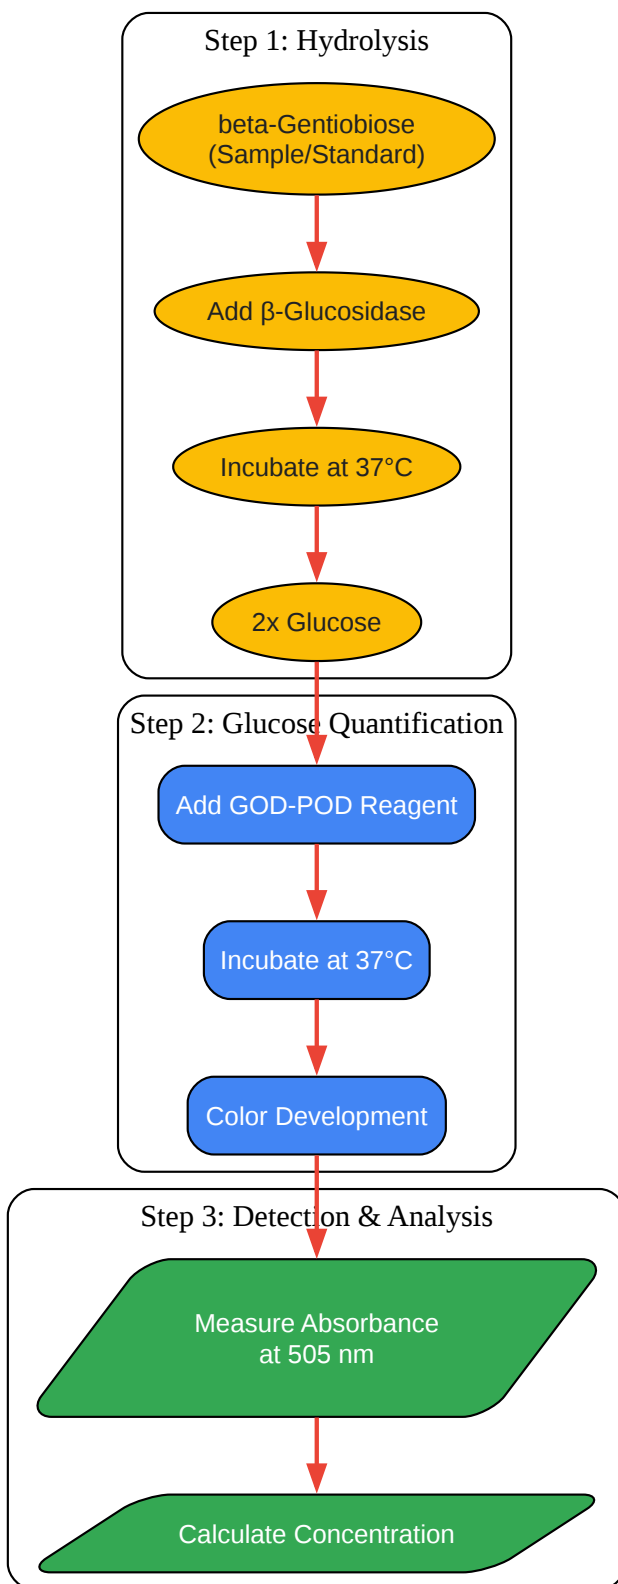 Step 1: Hydrolysis
beta-Gentiobiose
(Sample/Standard)
Add β-Glucosidase
Incubate at 37°C
2x Glucose
Step 2: Glucose Quantification
Add GOD-POD Reagent
Incubate at 37°C
Color Development
Step 3: Detection & Analysis
Measure Absorbance
at 505 nm
Calculate Concentration